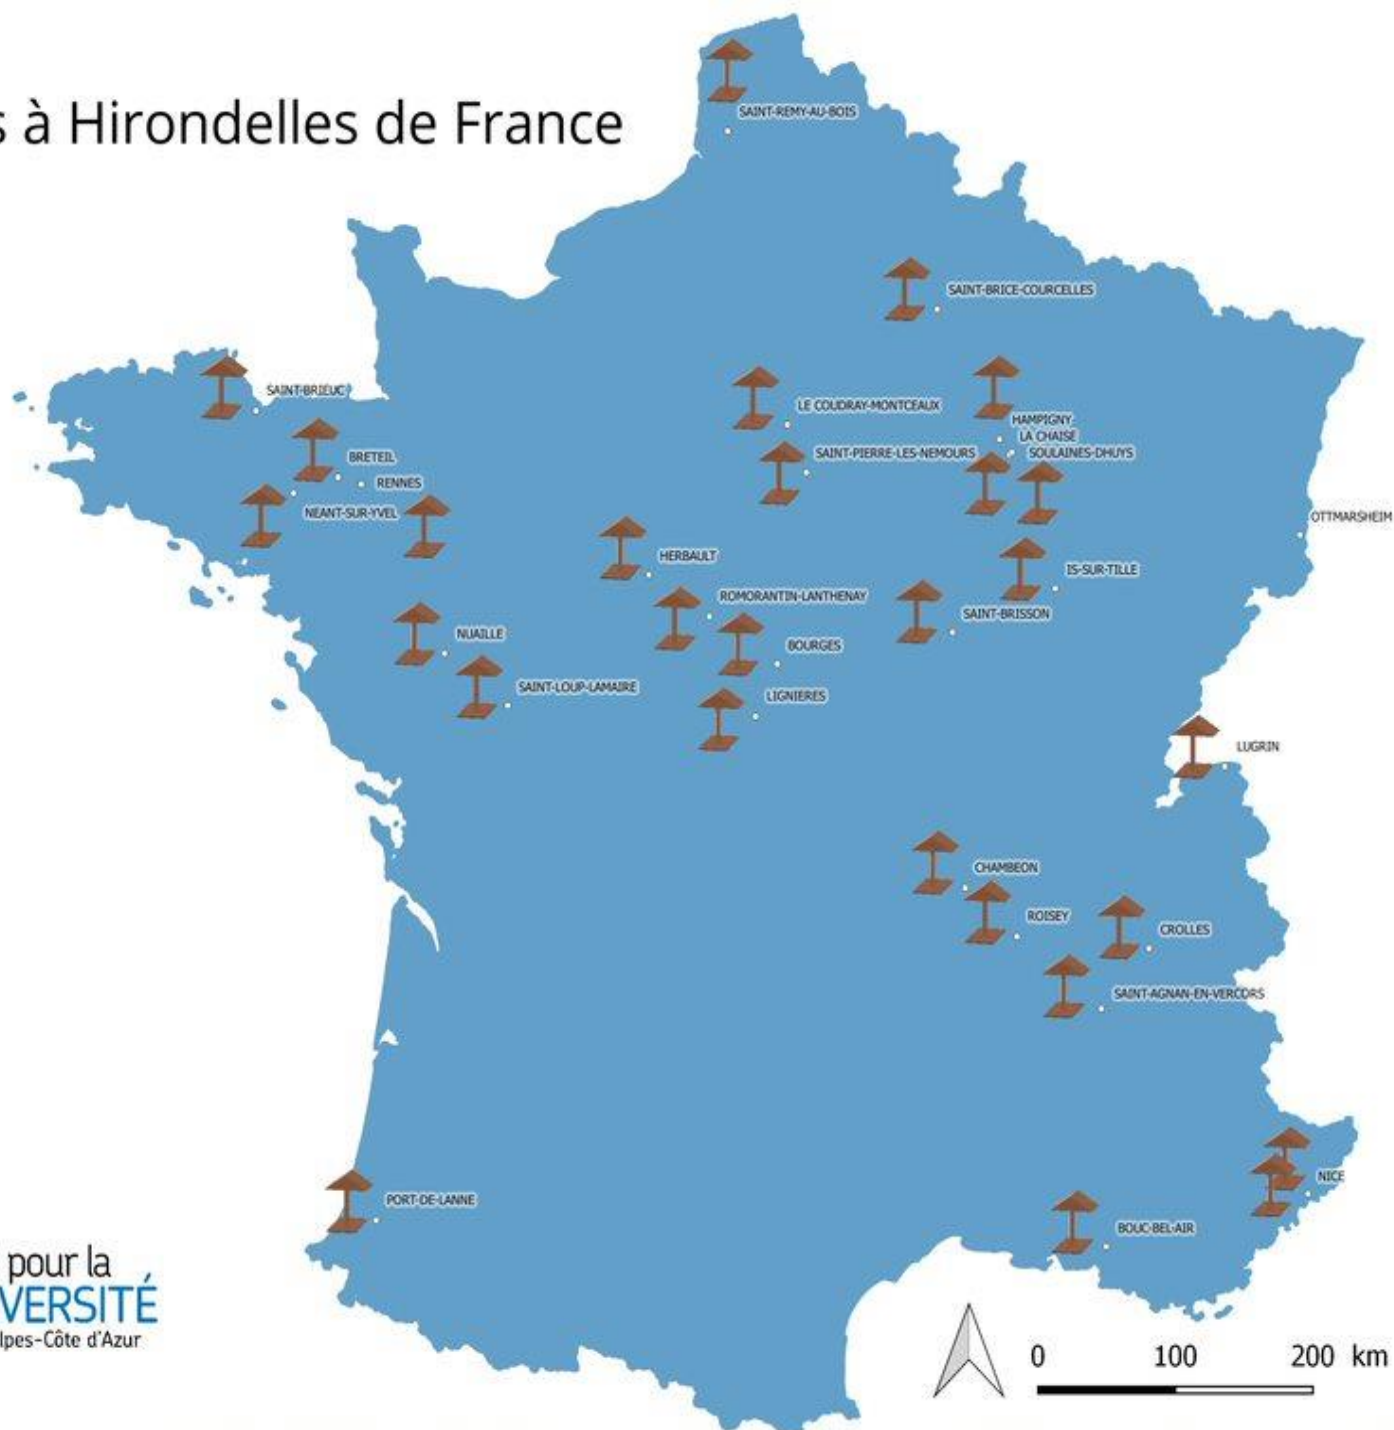 s à Hirondelles de France
SAINT-REMY-AU-BOIS
SAINT-BRICE-COURCELLES
SAINT-BRIEUC
LE COUDRAY-MONTCEAUX
HAMPIGNY
LA CHAISE
SOULAINES-DHUYS
SAINT-PIERRE-LES-NEMOURS
BRETEIL
RENNES
NEANT-SUR-YVEL
OTTMARSHEIM
HERBAULT
IS-SUR-TILLE
ROMORANTIN-LANTHENAY
SAINT-BRISSON
NUAILLE
BOURGES
SAINT-LOUP-LAMAIRE
LIGNIERES
LUGRIN
CHAMBEON
ROISEY
CROLLES
SAINT-AGNAN-EN-VERCORS
NICE
PORT-DE-LANNE
BOUC-BEL-AIR
pour la
VERSITÉ
lpes-Côte d'Azur
0 100 200 km